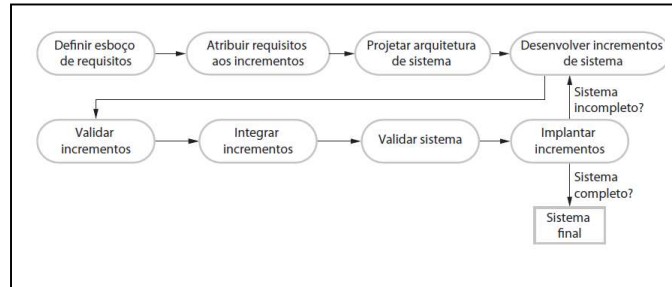 Definir esboço
de requisitos
Atribuir requisitos
aos incrementos
Projetar arquitetura
de sistema
Desenvolver incrementos
de sistema
Sistema
incompleto?
Validar
incrementos
Integrar
incrementos
Validar sistema
Implantar
incrementos
Sistema
completo?
Sistema
final